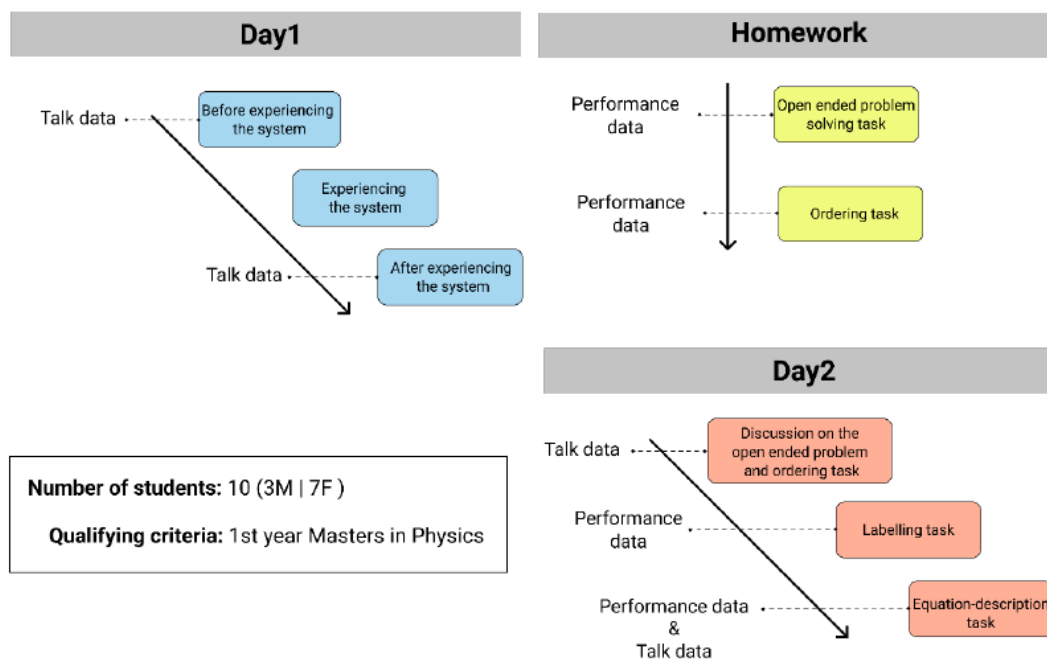 Day1
Talk data
Before experiencing
the system
Experiencing
the system
Talk data
After experiencing
the system
Homework
Performance
data
Open ended problem
solving task
Performance
data
Ordering task
Number of students: 10 (3M | 7F )
Qualifying criteria: 1st year Masters in Physics
Day2
Talk data
Discussion on the
open ended problem
and ordering task
Performance
data
Labelling task
Performance data
&
Talk data
Equation-description
task